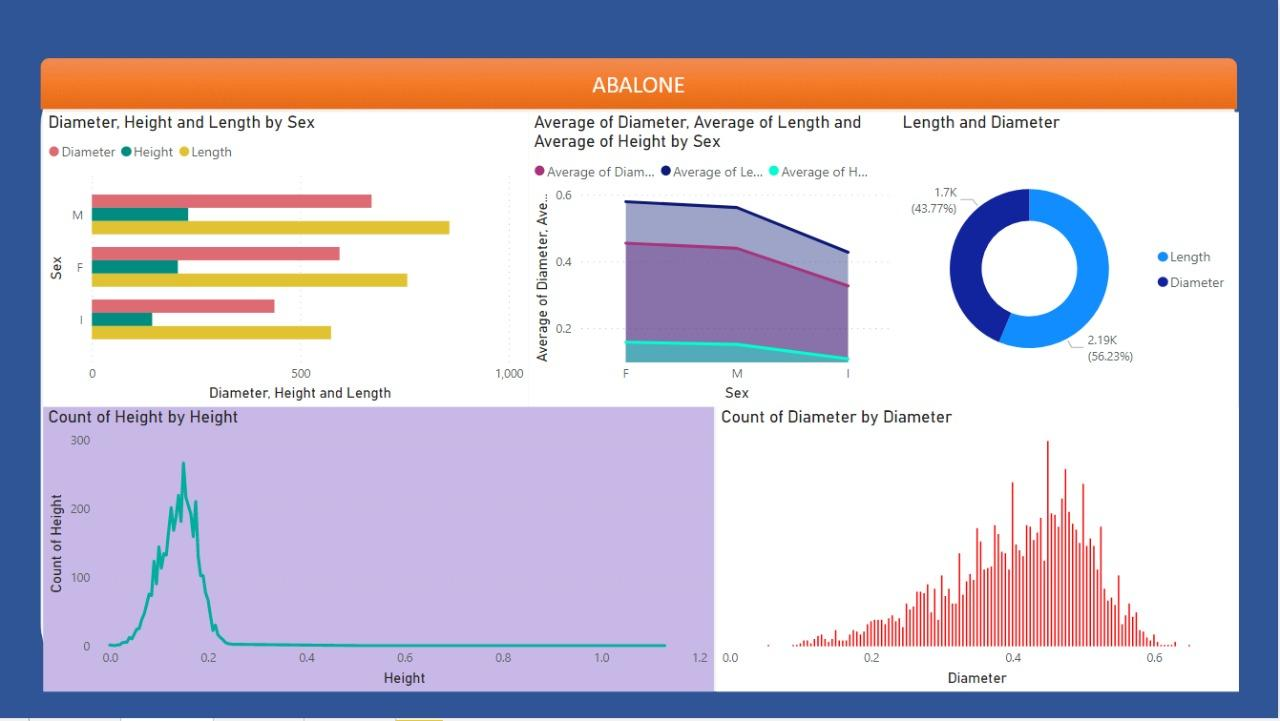 ABALONE
Diameter, Height and Length by Sex
Diameter Height Length
M
F
I
Sex
0 500 1,000
Diameter, Height and Length
Average of Diameter, Average of Length and
Average of Height by Sex
Average of Diam... Average of Le... Average of H...
0.6
0.4
0.2
Average of Diameter, Ave...
F M I
Sex
Length and Diameter
1.7K
(43.77%)
2.19K
(56.23%)
Length
Diameter
Count of Height by Height
300
200
100
0
Count of Height
0.0 0.2 0.4 0.6 0.8 1.0 1.2
Height
Count of Diameter by Diameter
0.0 0.2 0.4 0.6
Diameter